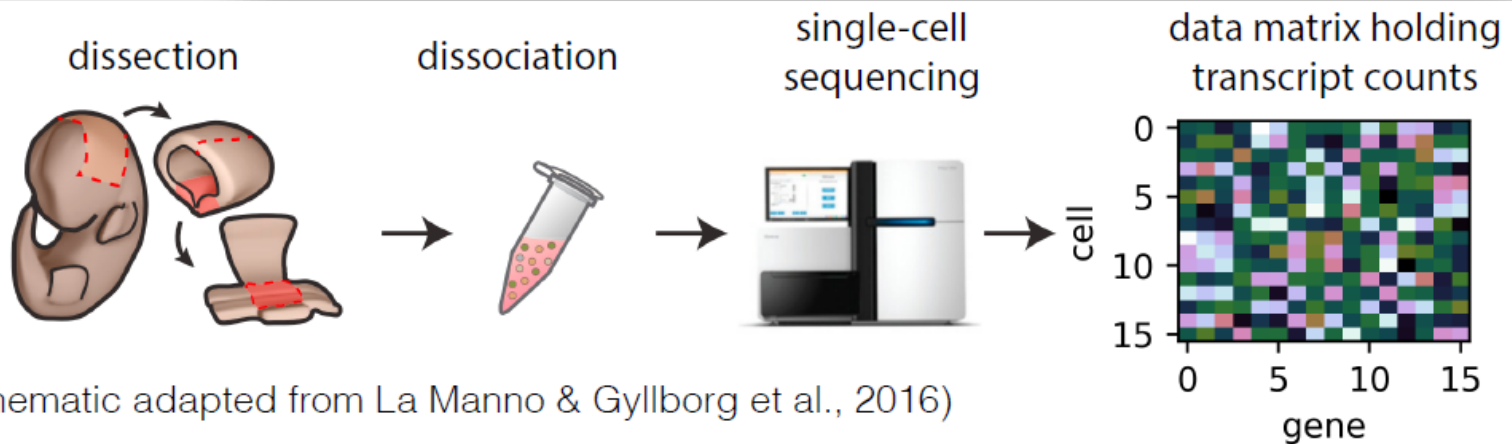 dissection
dissociation
single-cell
sequencing
data matrix holding
transcript counts
0
5
10
15
cell
0 5 10 15
gene
nematic adapted from La Manno & Gyllborg et al., 2016)